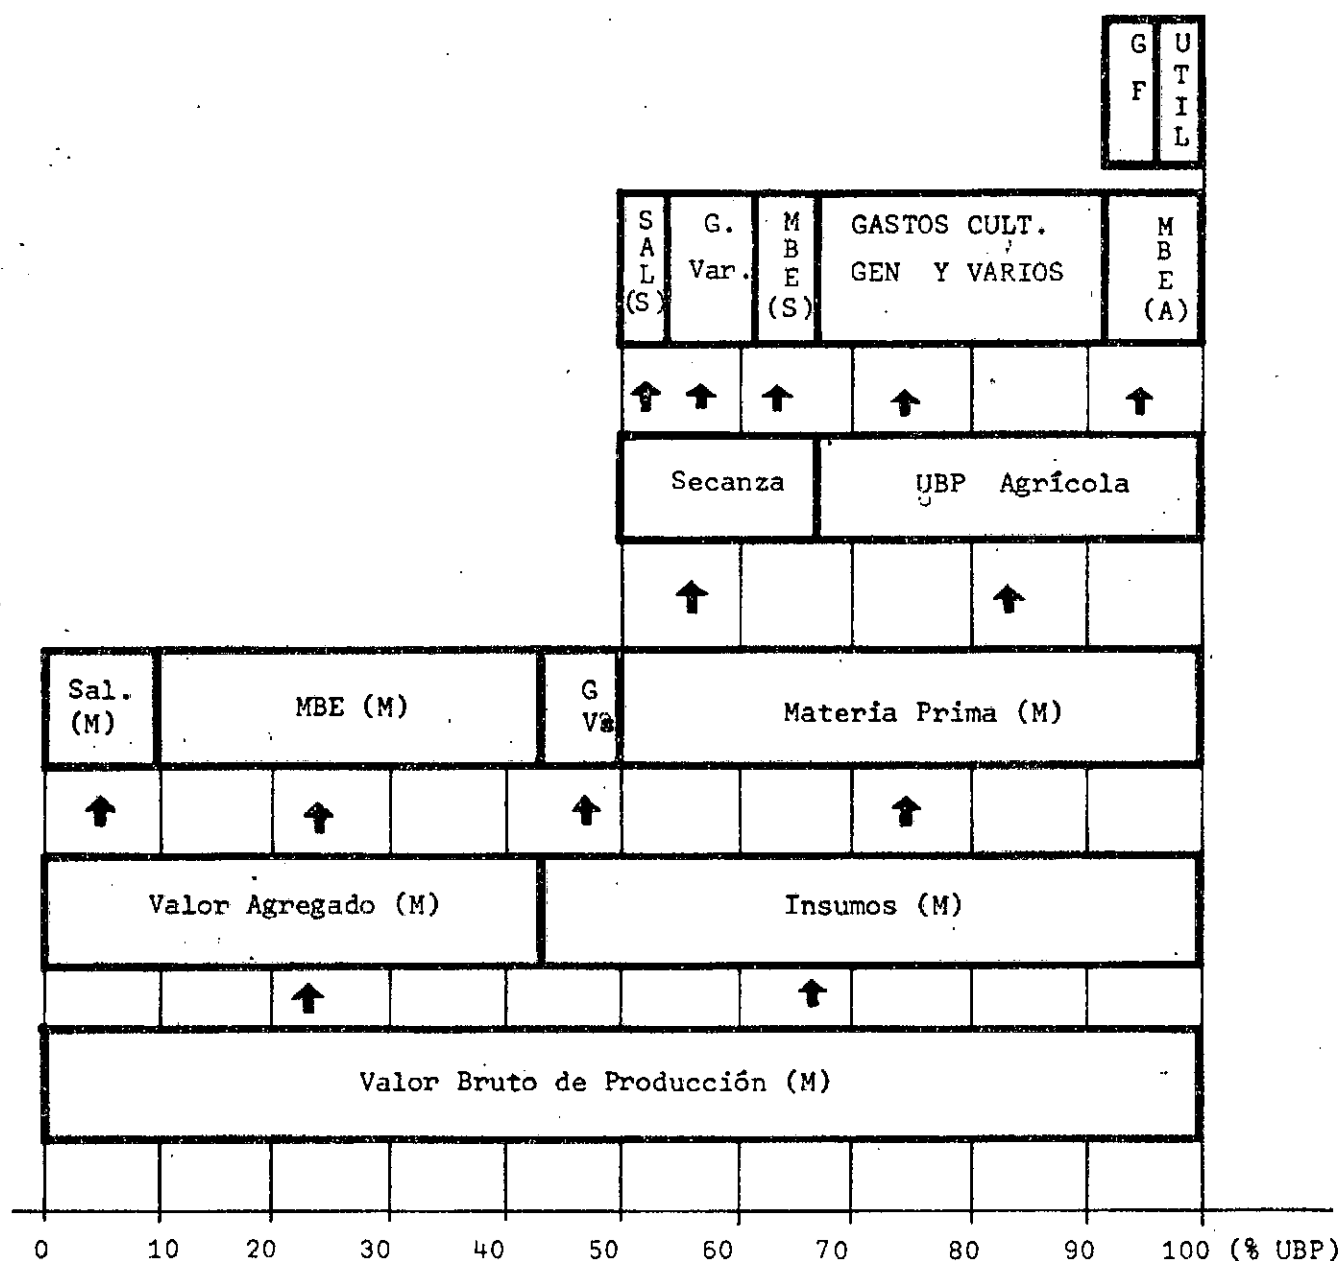 G
F
U
T
I
L
S
A
L
(S)
G.
Var.
M
B
E
(S)
GASTOS CULT.
GEN Y VARIOS
M
B
E
(A)
Secanza
UBP Agrícola
Sal.
(M)
MBE (M)
G
Va
Materia Prima (M)
Valor Agregado (M)
Insumos (M)
Valor Bruto de Producción (M)
0 10 20 30 40 50 60 70 80 90 100 (% UBP)